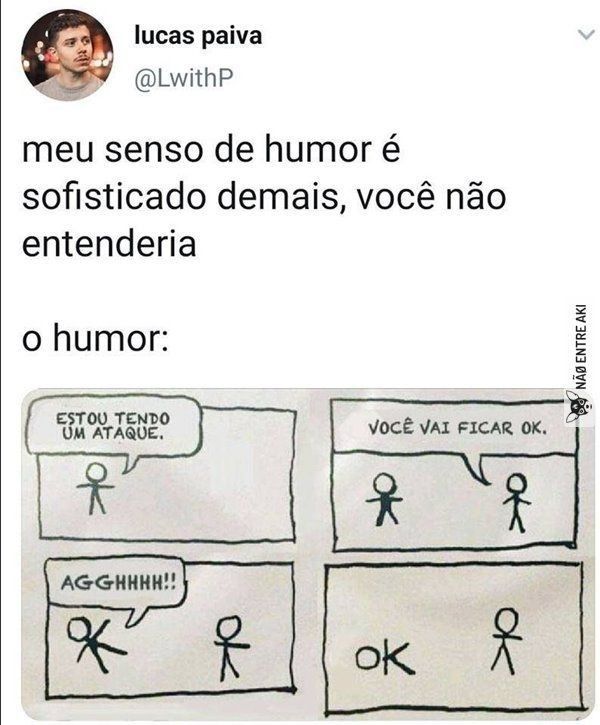 lucas paiva
@LwithP
meu senso de humor é
sofisticado demais, você não
entenderia
o humor:
NÃO ENTRE AKI
ESTOU TENDO
UM ATAQUE.
VOCÊ VAI FICAR OK.
AGGHHHH!!
OK